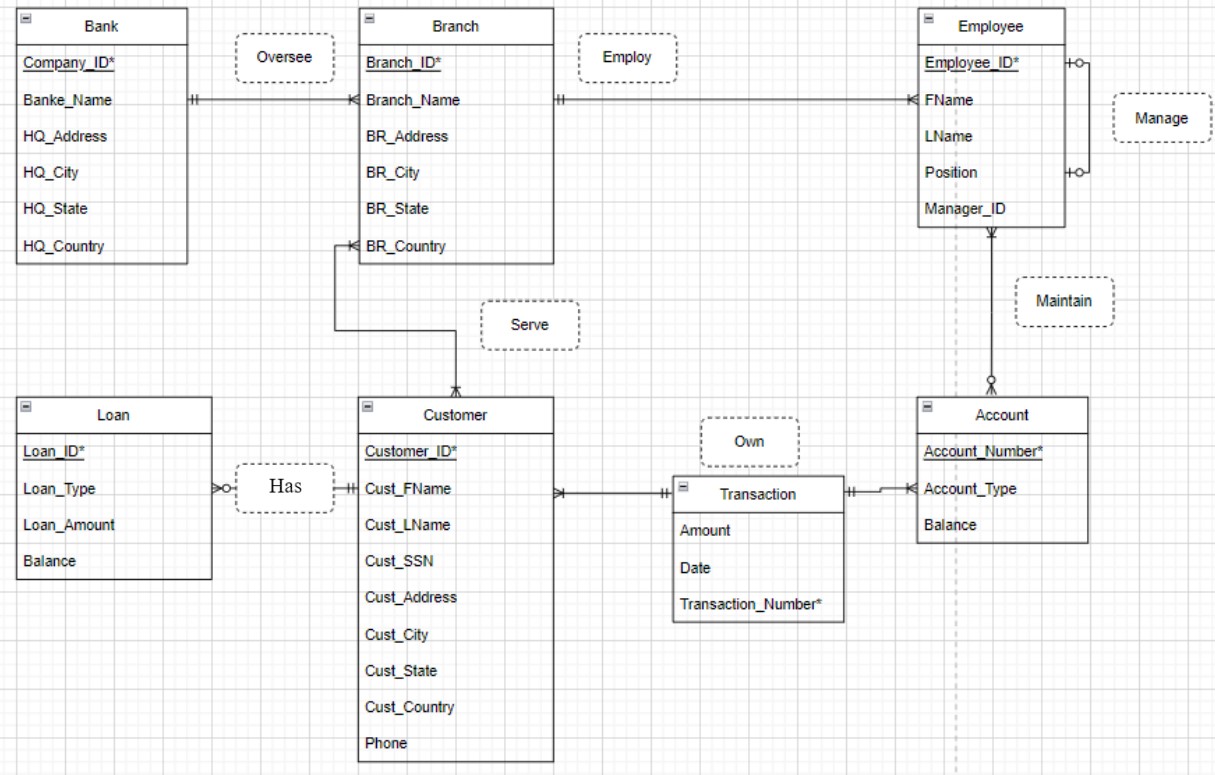 Bank
Company_ID*
Banke_Name
HQ_Address
HQ_City
HQ_State
HQ_Country
Oversee
Branch
Branch_ID*
Branch_Name
BR_Address
BR_City
BR_State
BR_Country
Employ
Employee
Employee_ID*
FName
LName
Position
Manager_ID
Manage
Serve
Maintain
Loan
Loan_ID*
Loan_Type
Loan_Amount
Balance
Has
Customer
Customer_ID*
Cust_FName
Cust_LName
Cust_SSN
Cust_Address
Cust_City
Cust_State
Cust_Country
Phone
Own
Transaction
Amount
Date
Transaction_Number*
Account
Account_Number*
Account_Type
Balance